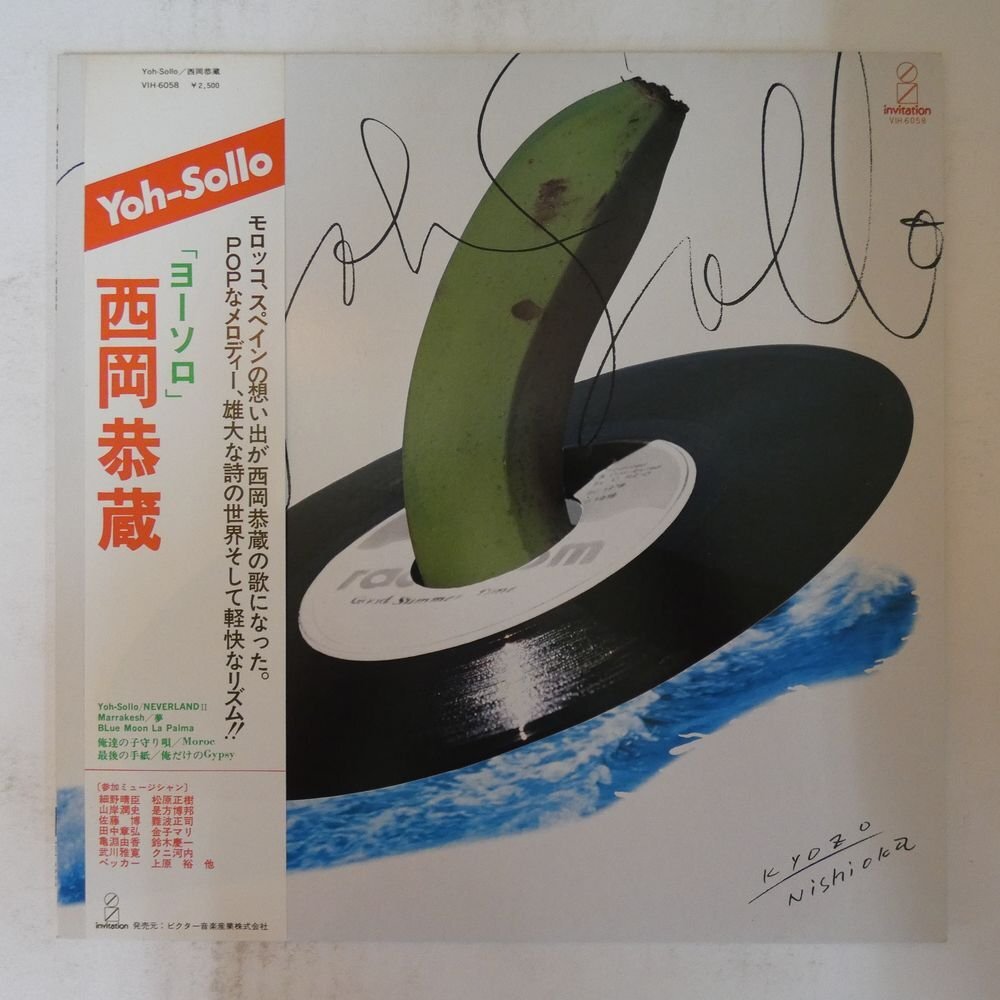 Yoh-Sollo／西岡恭蔵
VIH-6058 ￥2,500
Yoh-Sollo
「ヨーソロ」
西岡恭蔵
モロッコ、スペインの想い出が西岡恭蔵の歌になった。
POPなメロディー、雄大な詩の世界そして軽快なリズム!!
Yoh-Sollo/NEVERLANDⅡ
Marrakesh／夢
BLue Moon La Palma
俺達の子守り唄／Moroc
最後の手紙／俺だけのGypsy
〔参加ミュージシャン〕
細野晴臣 松原正樹
山岸潤史 是方博邦
佐藤 博 難波正司
田中章弘 金子マリ
亀渕由香 鈴木慶一
武川雅寛 クニ河内
ペッカー 上原 裕 他
invitation 発売元：ビクター音楽産業株式会社
Yoh Sollo
invitation
VIH-6058
Good Summer Time
KYOZO
Nishioka